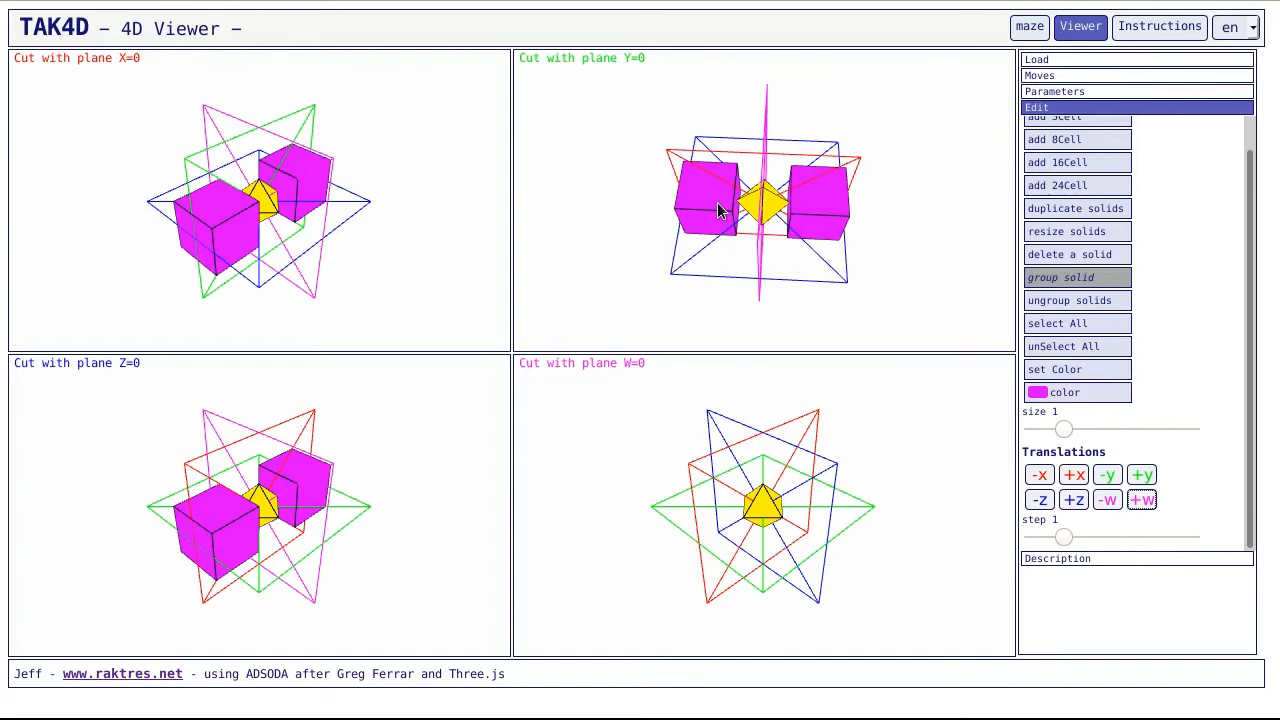 TAK4D – 4D Viewer – maze Viewer Instructions en
Cut with plane X=0
Cut with plane Y=0
Cut with plane Z=0
Cut with plane W=0
Load
Moves
Parameters
Edit
add 5Cell
add 8Cell
add 16Cell
add 24Cell
duplicate solids
resize solids
delete a solid
group solid
ungroup solids
select All
unSelect All
set Color
color
size 1
Translations
-x +x -y +y
-z +z -w +w
step 1
Description
Jeff - www.raktres.net - using ADSODA after Greg Ferrar and Three.js